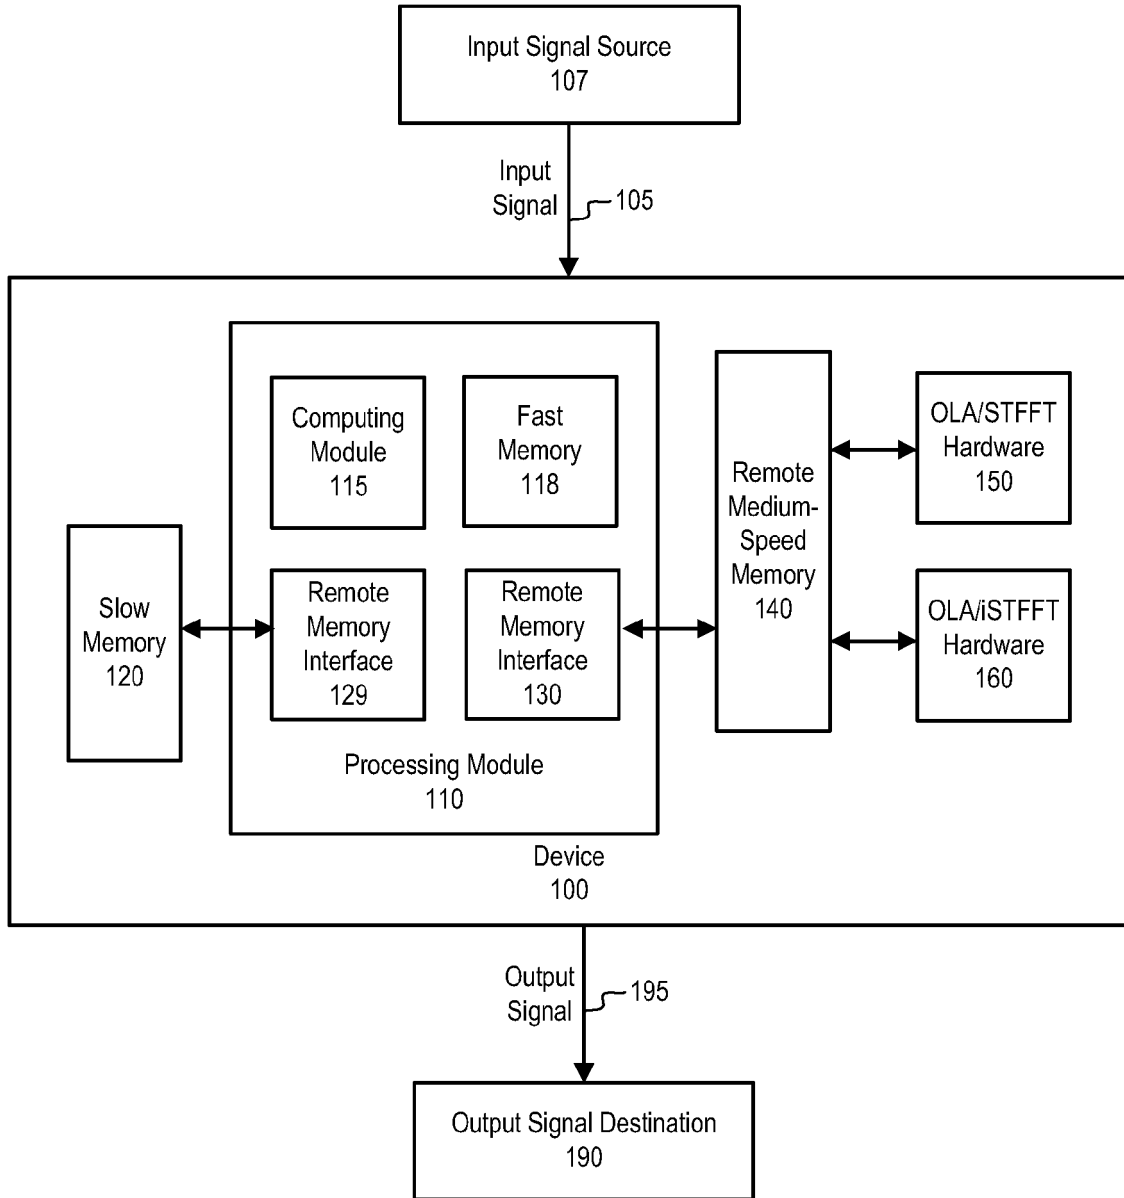 Input Signal Source
107
Input
Signal
105
Computing
Module
115
Fast
Memory
118
Slow
Memory
120
Remote
Memory
Interface
129
Remote
Memory
Interface
130
Processing Module
110
Remote
Medium-
Speed
Memory
140
OLA/STFFT
Hardware
150
OLA/iSTFFT
Hardware
160
Device
100
Output
Signal
195
Output Signal Destination
190